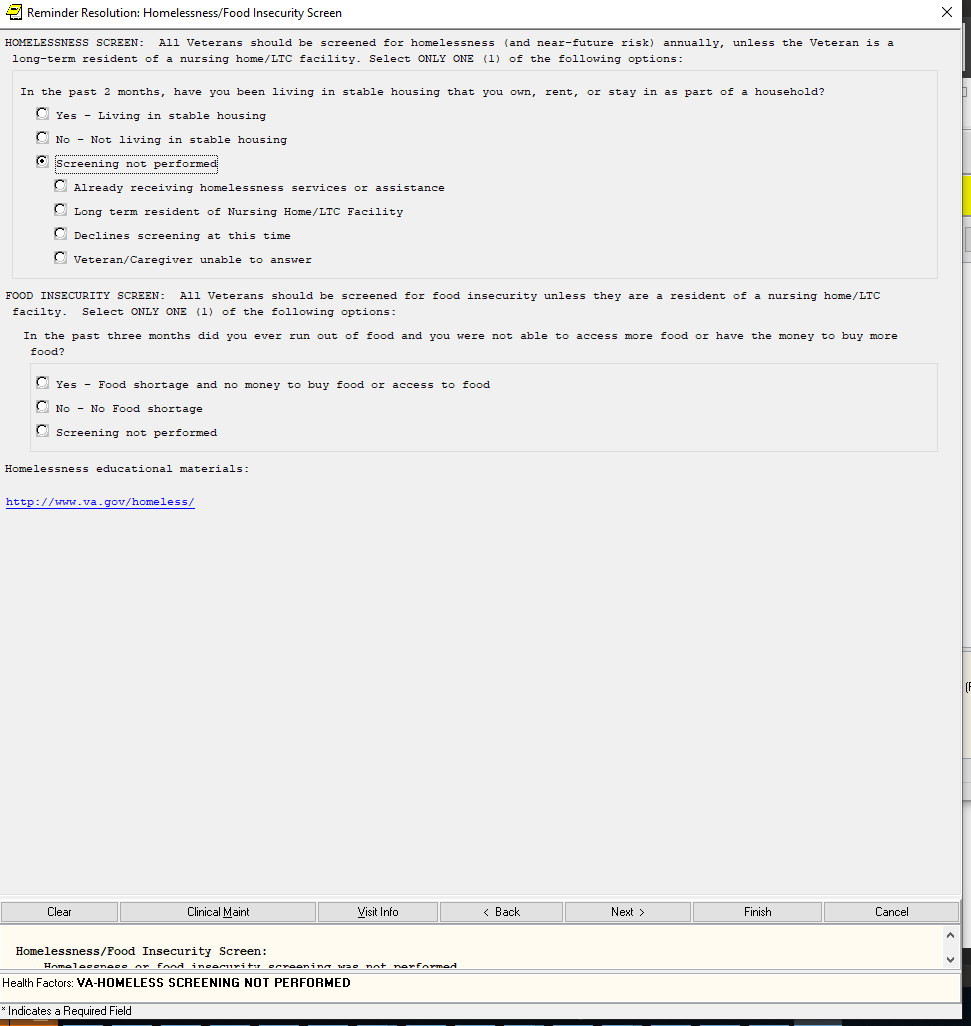 Reminder Resolution: Homelessness/Food Insecurity Screen
HOMELESSNESS SCREEN: All Veterans should be screened for homelessness (and near-future risk) annually, unless the Veteran is a
long-term resident of a nursing home/LTC facility. Select ONLY ONE (1) of the following options:
In the past 2 months, have you been living in stable housing that you own, rent, or stay in as part of a household?
Yes - Living in stable housing
No - Not living in stable housing
Screening not performed
Already receiving homelessness services or assistance
Long term resident of Nursing Home/LTC Facility
Declines screening at this time
Veteran/Caregiver unable to answer
FOOD INSECURITY SCREEN: All Veterans should be screened for food insecurity unless they are a resident of a nursing home/LTC
facilty. Select ONLY ONE (1) of the following options:
In the past three months did you ever run out of food and you were not able to access more food or have the money to buy more
food?
Yes - Food shortage and no money to buy food or access to food
No - No Food shortage
Screening not performed
Homelessness educational materials:
http://www.va.gov/homeless/
Clear Clinical Maint Visit Info < Back Next > Finish Cancel
Homelessness/Food Insecurity Screen:
Homelessness or food insecurity screening was not performed
Health Factors: VA-HOMELESS SCREENING NOT PERFORMED
* Indicates a Required Field